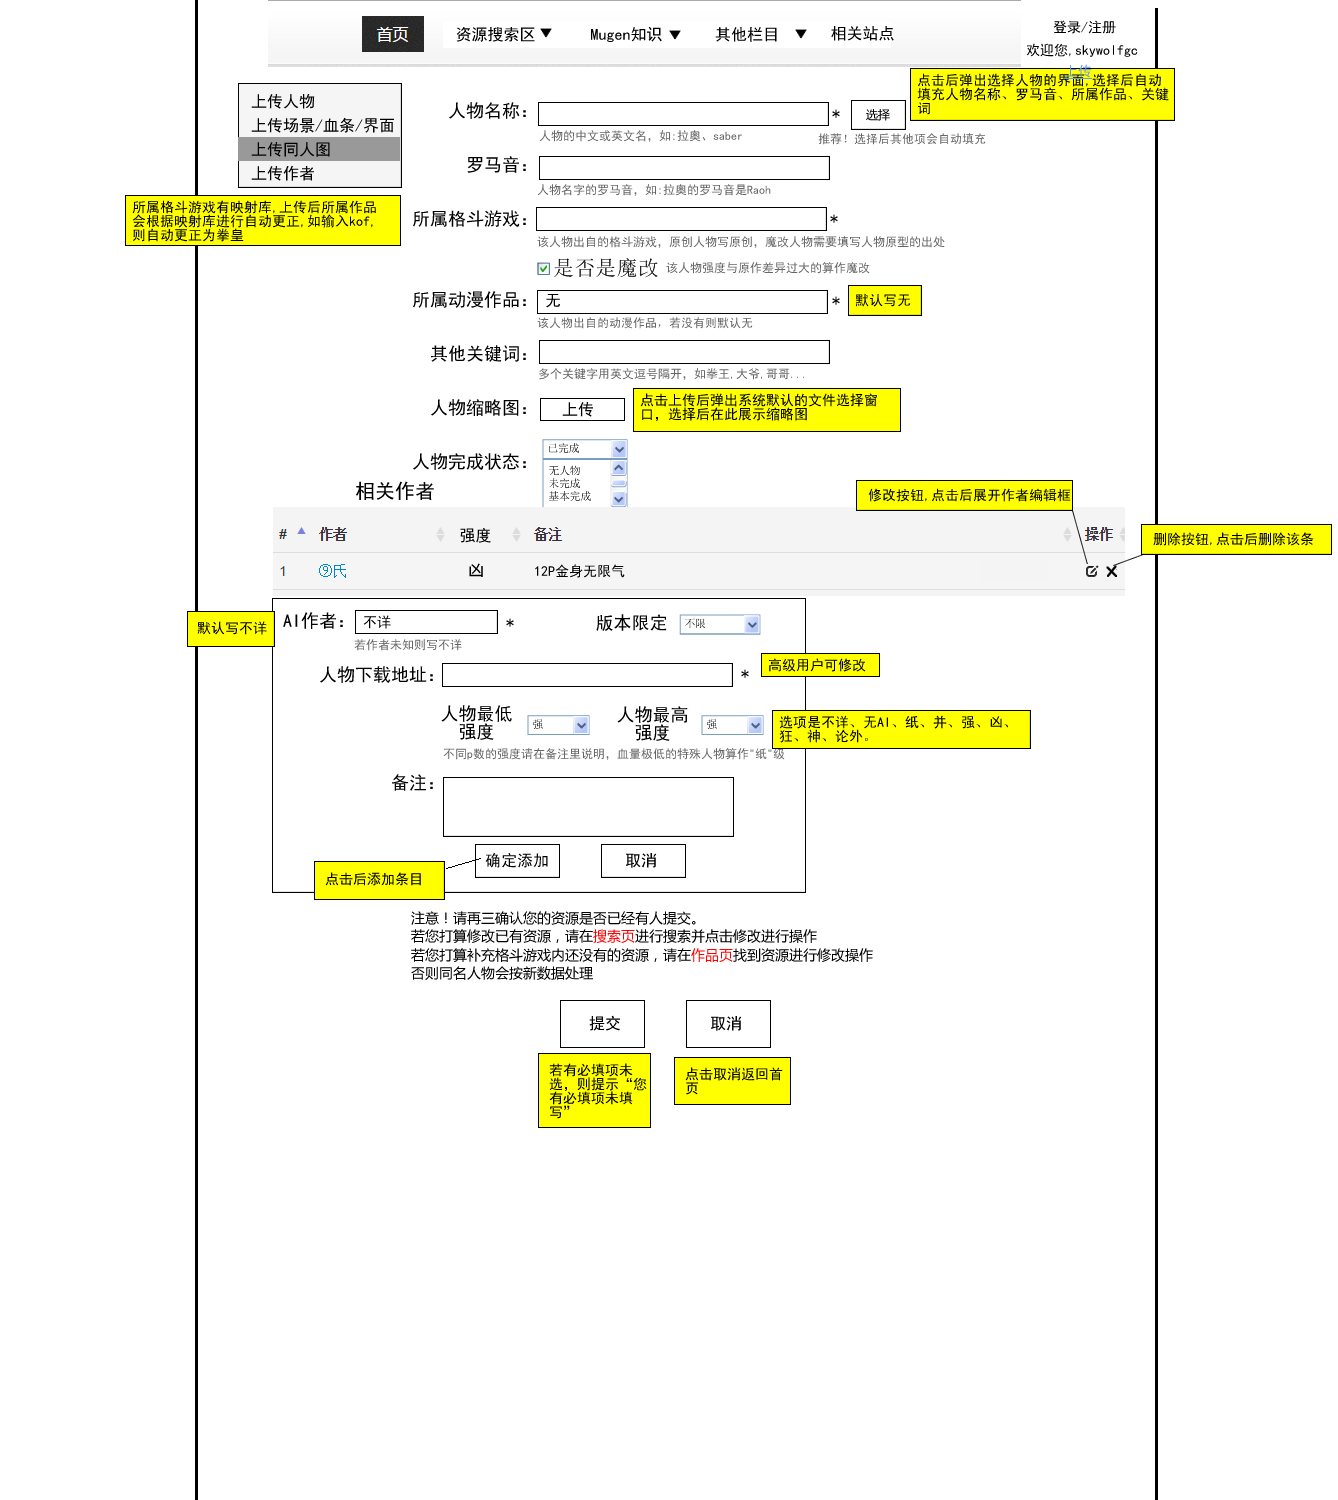 首页 资源搜索区▼ Mugen知识 ▼ 其他栏目 ▼ 相关站点
登录/注册
欢迎您,skywolfgc
上传
点击后弹出选择人物的界面,选择后自动
填充人物名称、罗马音、所属作品、关键
词
上传人物
上传场景/血条/界面
上传同人图
上传作者
所属格斗游戏有映射库,上传后所属作品
会根据映射库进行自动更正,如输入kof,
则自动更正为拳皇
人物名称: * 选择
人物的中文或英文名, 如:拉奥、saber
推荐! 选择后其他项会自动填充
罗马音:
人物名字的罗马音, 如:拉奥的罗马音是Raoh
所属格斗游戏: *
该人物出自的格斗游戏, 原创人物写原创, 魔改人物需要填写人物原型的出处
是否是魔改 该人物强度与原作差异过大的算作魔改
所属动漫作品: 无 * 默认写无
该人物出自的动漫作品, 若没有则默认无
其他关键词:
多个关键字用英文逗号隔开, 如拳王,大爷,哥哥...
人物缩略图: 上传
点击上传后弹出系统默认的文件选择窗
口, 选择后在此展示缩略图
人物完成状态: 已完成
无人物
未完成
基本完成
相关作者
修改按钮,点击后展开作者编辑框
删除按钮,点击后删除该条
# 作者 强度 备注 操作
1 ⑨氏 凶 12P金身无限气
默认写不详
AI作者: 不详 * 版本限定 不限
若作者未知则写不详
人物下载地址: *
高级用户可修改
人物最低
强度 强
人物最高
强度 强
选项是不详、无AI、纸、并、强、凶、
狂、神、论外。
不同p数的强度请在备注里说明, 血量极低的特殊人物算作"纸"级
备注:
确定添加 取消
点击后添加条目
注意！请再三确认您的资源是否已经有人提交。
若您打算修改已有资源，请在搜索页进行搜索并点击修改进行操作
若您打算补充格斗游戏内还没有的资源，请在作品页找到资源进行修改操作
否则同名人物会按新数据处理
提交 取消
若有必填项未
选, 则提示“您
有必填项未填
写”
点击取消返回首
页